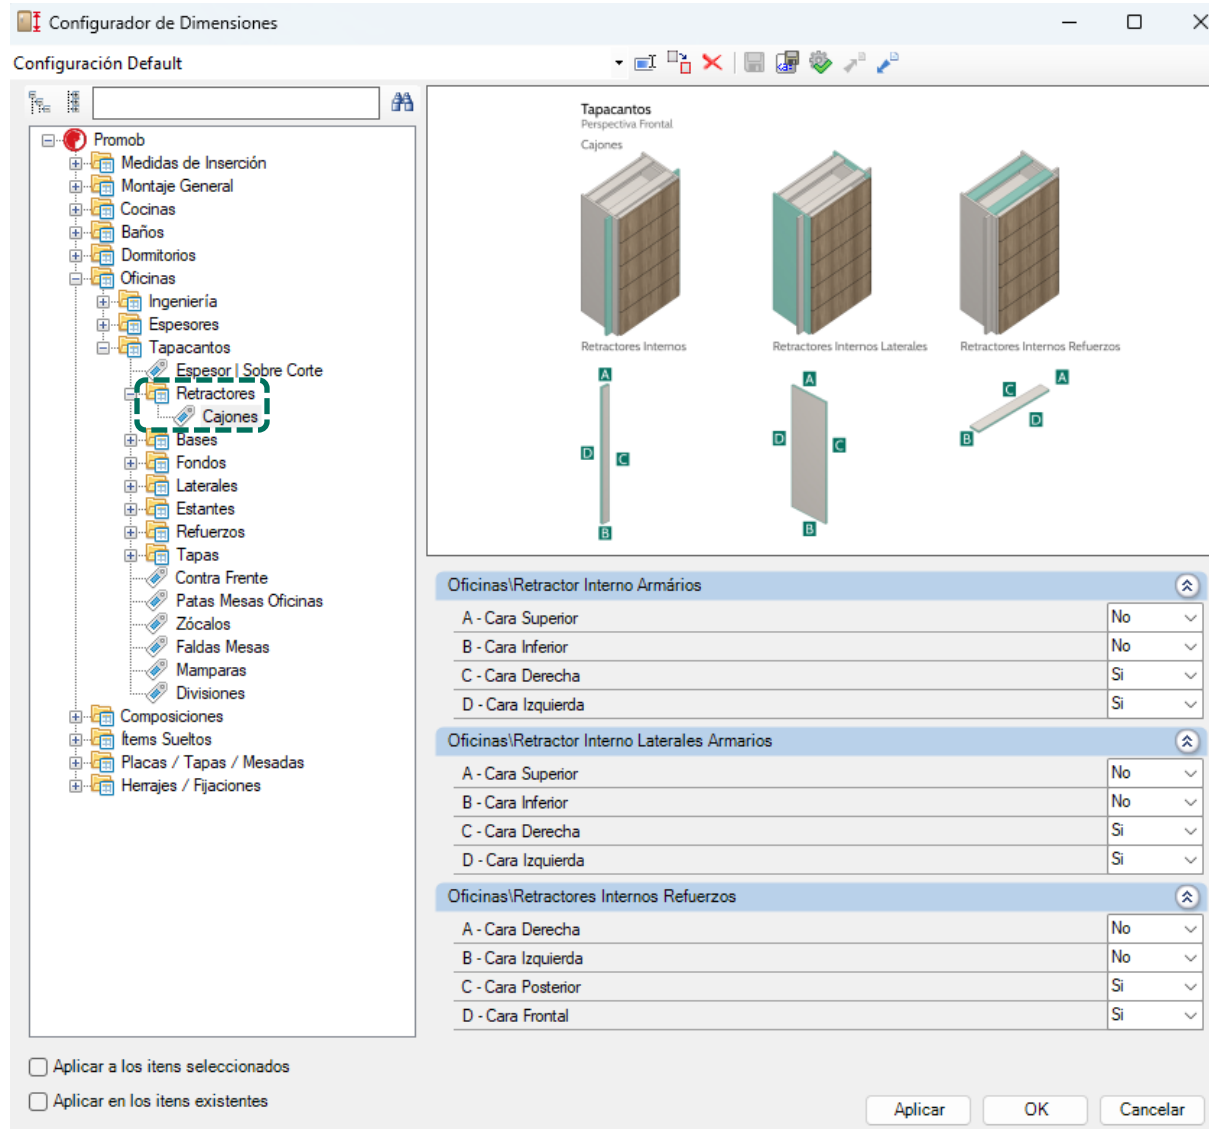 Configurador de Dimensiones
Configuración Default
Promob
Medidas de Inserción
Montaje General
Cocinas
Baños
Dormitorios
Oficinas
Ingeniería
Espesores
Tapacantos
Espesor | Sobre Corte
Retractores
Cajones
Bases
Fondos
Laterales
Estantes
Refuerzos
Tapas
Contra Frente
Patas Mesas Oficinas
Zócalos
Faldas Mesas
Mamparas
Divisiones
Composiciones
Ítems Sueltos
Placas / Tapas / Mesadas
Herrajes / Fijaciones
Tapacantos
Perspectiva Frontal
Cajones
Retractores Internos
Retractores Internos Laterales
Retractores Internos Refuerzos
A
D
C
B
A
D
C
B
A
C
D
B
Oficinas\Retractor Interno Armários
A - Cara Superior No
B - Cara Inferior No
C - Cara Derecha Si
D - Cara Izquierda Si
Oficinas\Retractor Interno Laterales Armarios
A - Cara Superior No
B - Cara Inferior No
C - Cara Derecha Si
D - Cara Izquierda Si
Oficinas\Retractores Internos Refuerzos
A - Cara Derecha No
B - Cara Izquierda No
C - Cara Posterior Si
D - Cara Frontal Si
Aplicar a los itens seleccionados
Aplicar en los itens existentes
Aplicar OK Cancelar